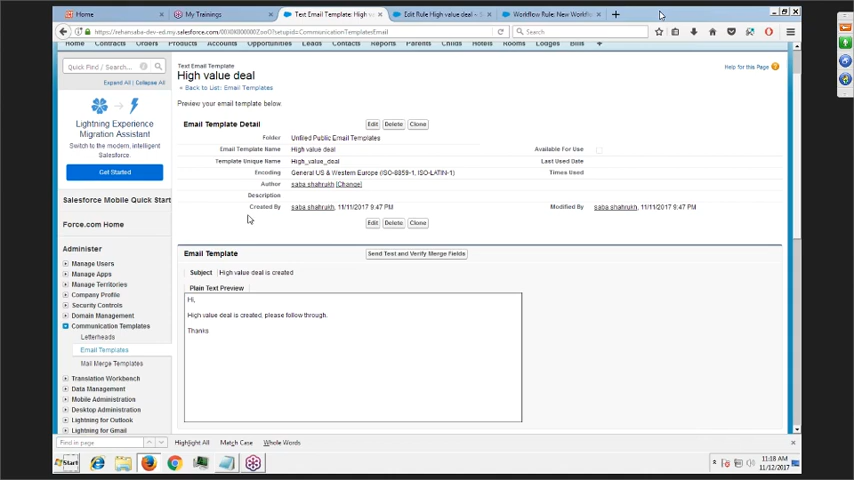 Home
My Trainings
Text Email Template: High va
Edit Rule High value deal ~ S
Workflow Rule: New Workfl
Search
Home Contracts Orders Products Accounts Opportunities Leads Contacts Reports Parents Childs Rooms Lodges Bills
Quick Find / Search...
Expand All | Collapse All
Lightning Experience
Migration Assistant
Switch to the modern, intelligent
Salesforce.
Get Started
Salesforce Mobile Quick Start
Force.com Home
Administer
Manage Users
Manage Apps
Manage Territories
Company Profile
Security Controls
Domain Management
Communication Templates
Letterheads
Email Templates
Mail Merge Templates
Translation Workbench
Data Management
Mobile Administration
Desktop Administration
Lightning for Outlook
Lightning for Gmail
Text Email Template
High value deal
« Back to List: Email Templates
Help for this Page
Preview your email template below.
Email Template Detail
Edit Delete Clone
Folder Unfiled Public Email Templates
Email Template Name High value deal Available For Use
Template Unique Name High_value_deal Last Used Date
Encoding General US & Western Europe (ISO-8859-1, ISO-LATIN-1) Times Used
Author saba shahrukh [Change]
Description
Created By saba shahrukh, 11/11/2017 9:47 PM Modified By saba shahrukh, 11/11/2017 9:47 PM
Edit Delete Clone
Email Template Send Test and Verify Merge Fields
Subject High value deal is created
Plain Text Preview
Hi,
High value deal is created, please follow through.
Thanks
Find in page Highlight All Match Case Whole Words
Start
11:18 AM
11/12/2017